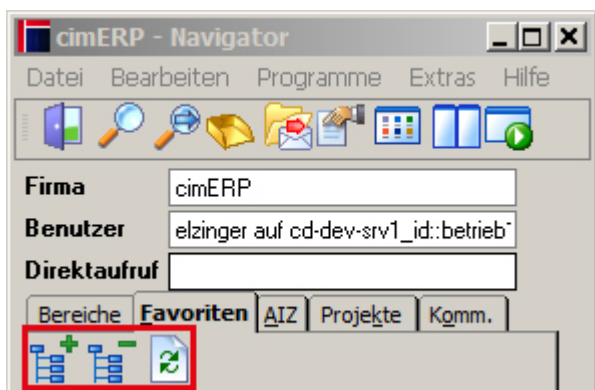 cimERP - Navigator
Datei Bearbeiten Programme Extras Hilfe
Firma cimERP
Benutzer elzinger auf cd-dev-srv1_id::betrieb
Direktaufruf
Bereiche Favoriten AIZ Projekte Komm.